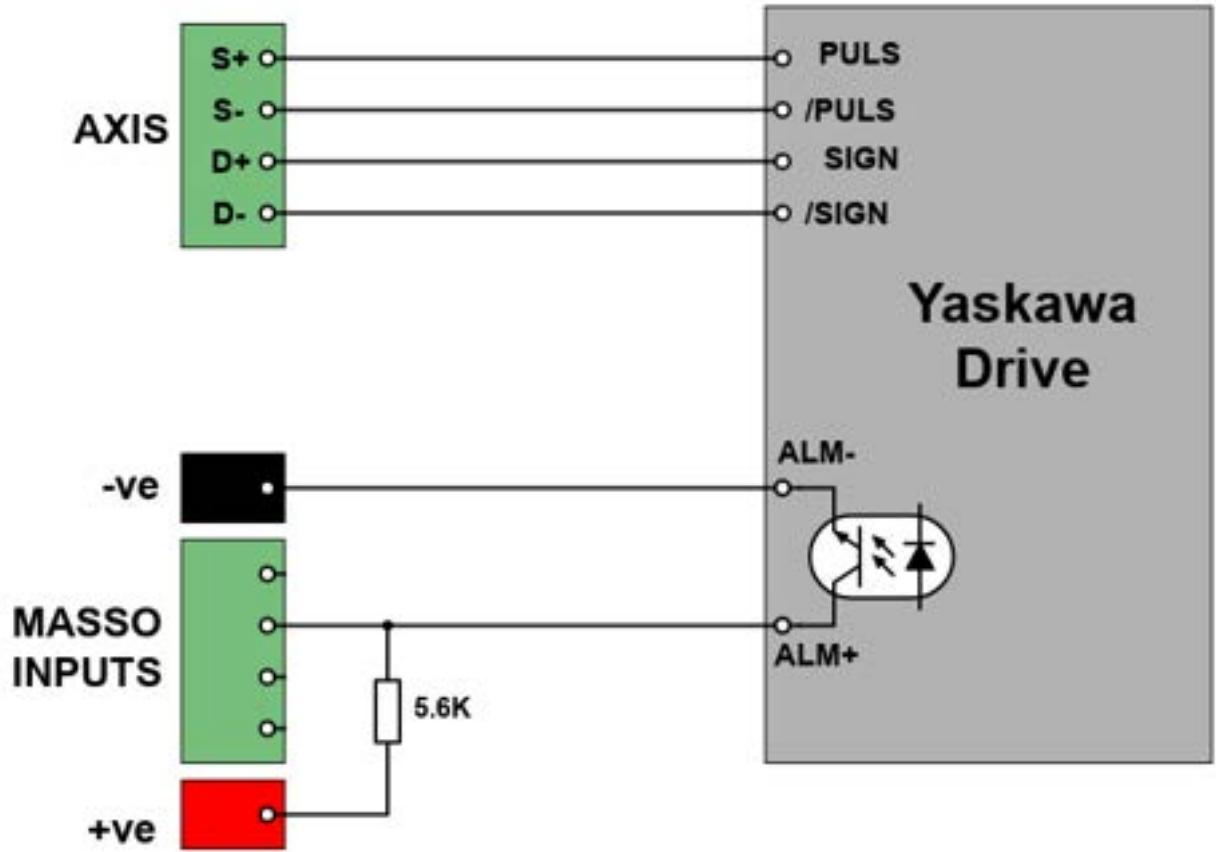 AXIS
S+
S-
D+
D-
PULS
/PULS
SIGN
/SIGN
Yaskawa
Drive
-ve
ALM-
MASSO
INPUTS
ALM+
5.6K
+ve